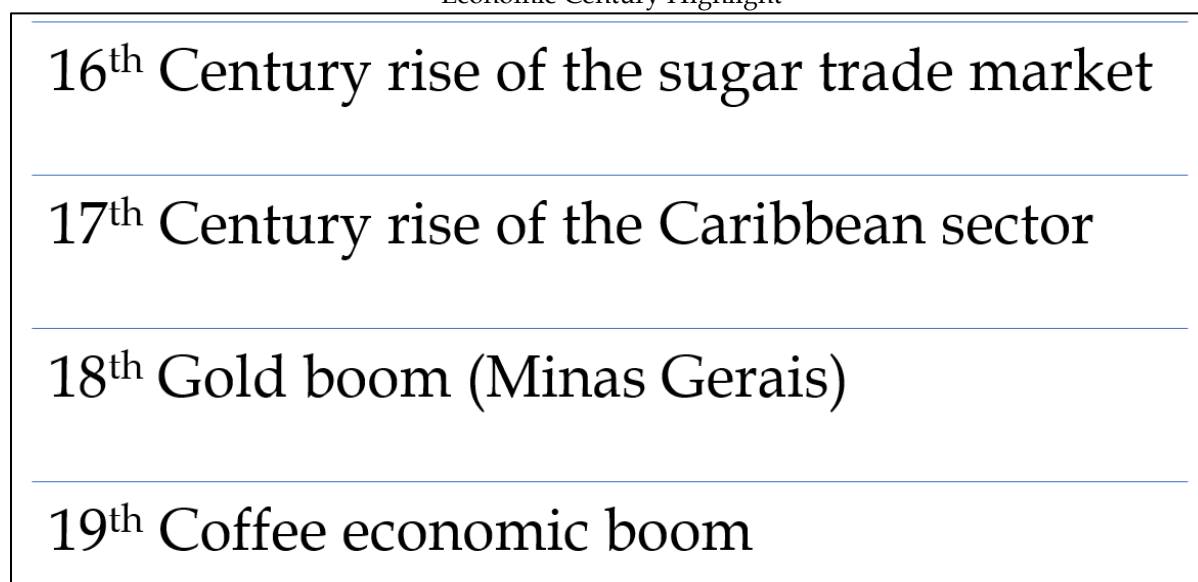 Economic Century Highlight
16th Century rise of the sugar trade market
17th Century rise of the Caribbean sector
18th Gold boom (Minas Gerais)
19th Coffee economic boom